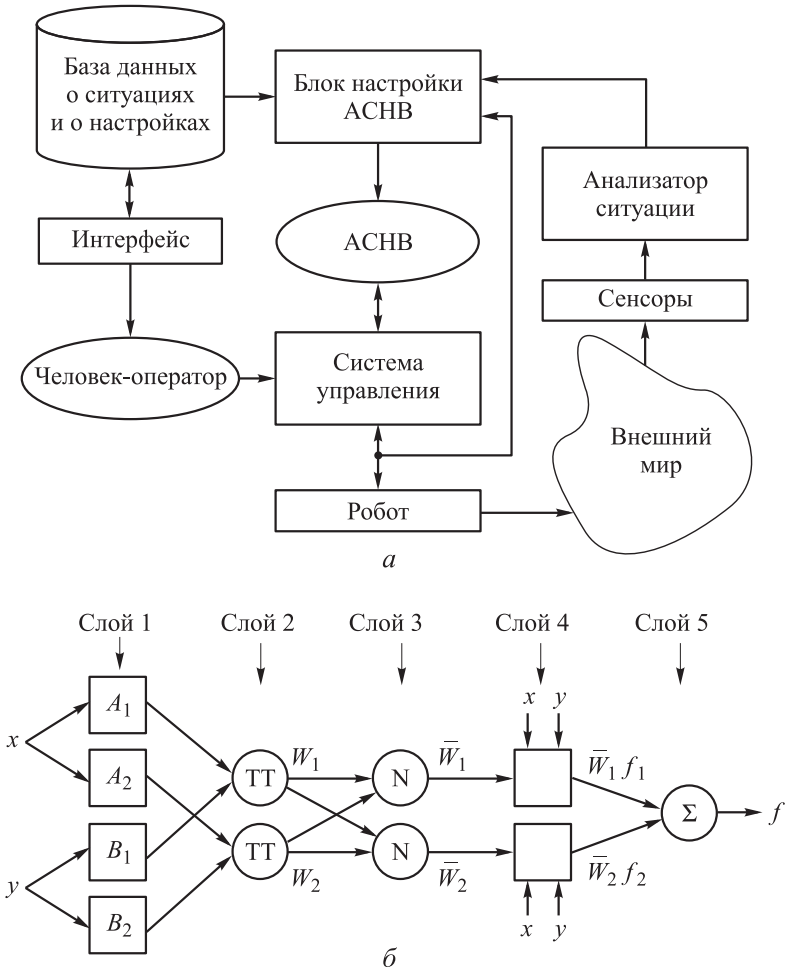 База данных
о ситуациях
и о настройках
Блок настройки
АСНВ
Анализатор
ситуации
Интерфейс
АСНВ
Сенсоры
Человек-оператор
Система
управления
Внешний
мир
Робот
а
Слой 1
Слой 2
Слой 3
Слой 4
Слой 5
x
y
A1
x
A2
B1
y
B2
ТТ
W1
ТТ
W2
N
W̅1
N
W̅2
W̅1 f1
W̅2 f2
x
y
Σ
f
б